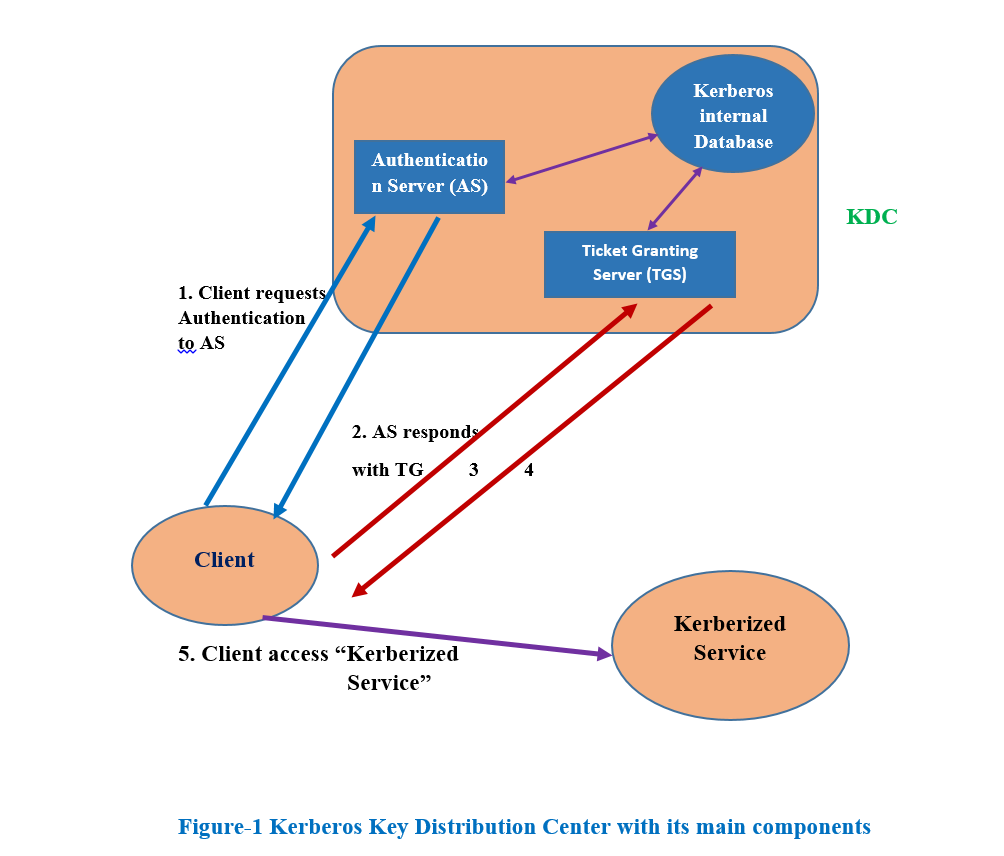 Kerberos
internal
Database
Authenticatio
n Server (AS)
KDC
Ticket Granting
Server (TGS)
1. Client requests
Authentication
to AS
2. AS responds
with TG
3
4
Client
Kerberized
Service
5. Client access “Kerberized
Service”
Figure-1 Kerberos Key Distribution Center with its main components